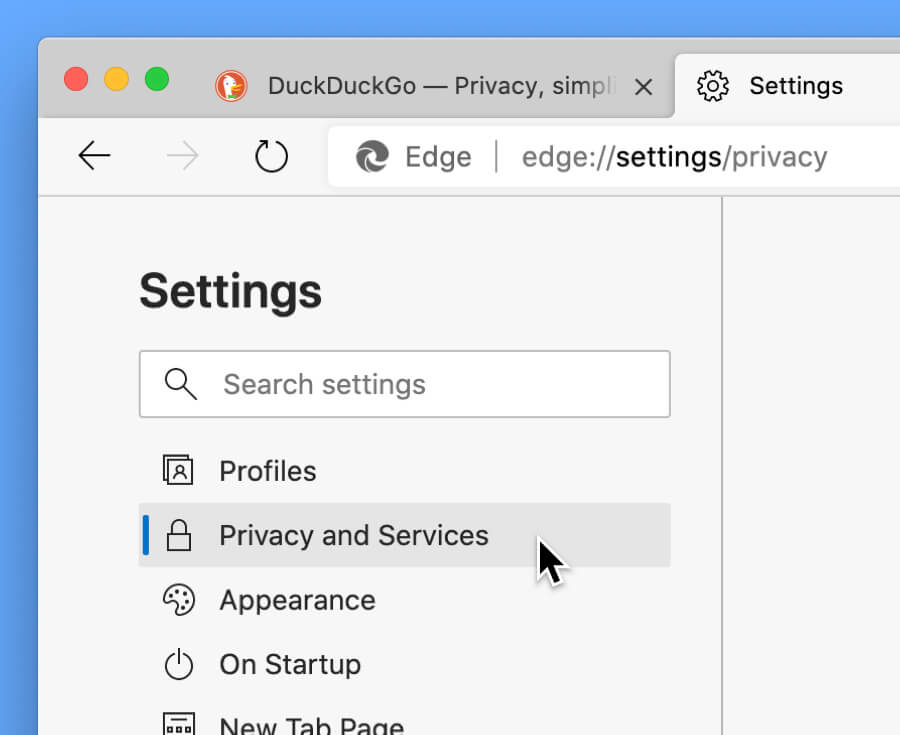 DuckDuckGo — Privacy, simpli
Settings
Edge | edge://settings/privacy
Settings
Search settings
Profiles
Privacy and Services
Appearance
On Startup
New Tab Page